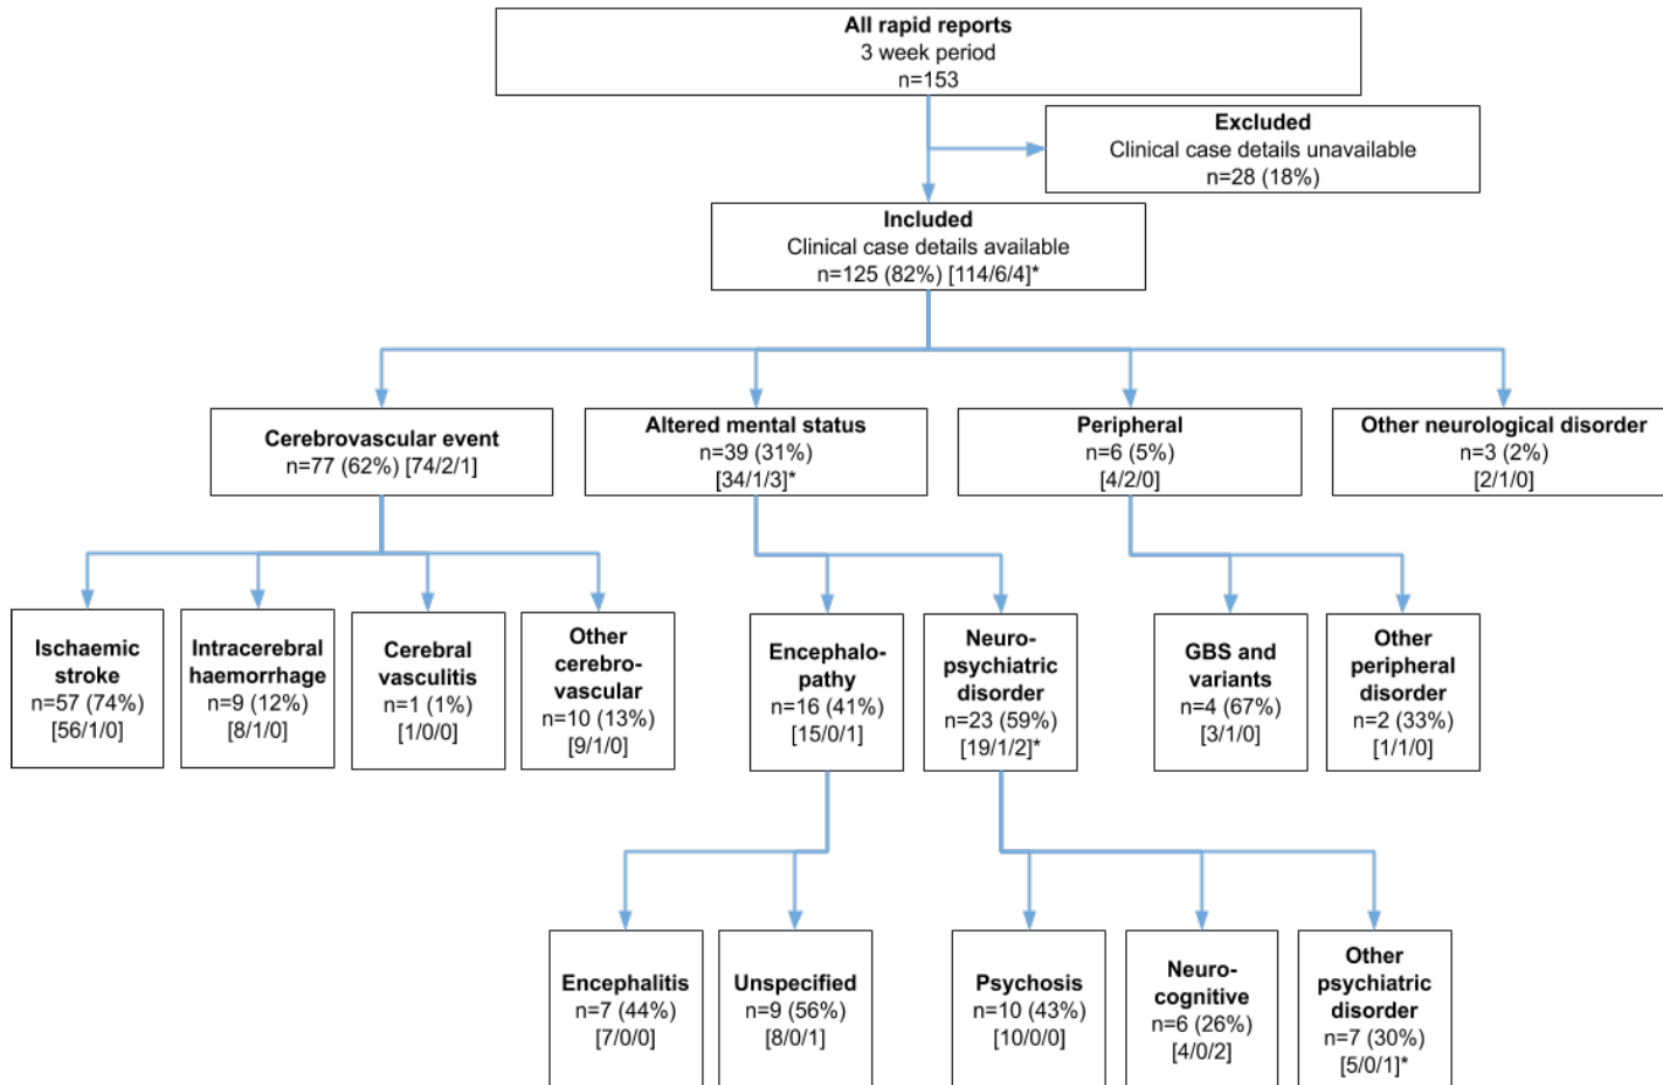 All rapid reports
3 week period
n=153
Excluded
Clinical case details unavailable
n=28 (18%)
Included
Clinical case details available
n=125 (82%) [114/6/4]*
Cerebrovascular event
n=77 (62%) [74/2/1]
Altered mental status
n=39 (31%)
[34/1/3]*
Peripheral
n=6 (5%)
[4/2/0]
Other neurological disorder
n=3 (2%)
[2/1/0]
Ischaemic
stroke
n=57 (74%)
[56/1/0]
Intracerebral
haemorrhage
n=9 (12%)
[8/1/0]
Cerebral
vasculitis
n=1 (1%)
[1/0/0]
Other
cerebro-
vascular
n=10 (13%)
[9/1/0]
Encephalo-
pathy
n=16 (41%)
[15/0/1]
Neuro-
psychiatric
disorder
n=23 (59%)
[19/1/2]*
GBS and
variants
n=4 (67%)
[3/1/0]
Other
peripheral
disorder
n=2 (33%)
[1/1/0]
Encephalitis
n=7 (44%)
[7/0/0]
Unspecified
n=9 (56%)
[8/0/1]
Psychosis
n=10 (43%)
[10/0/0]
Neuro-
cognitive
n=6 (26%)
[4/0/2]
Other
psychiatric
disorder
n=7 (30%)
[5/0/1]*